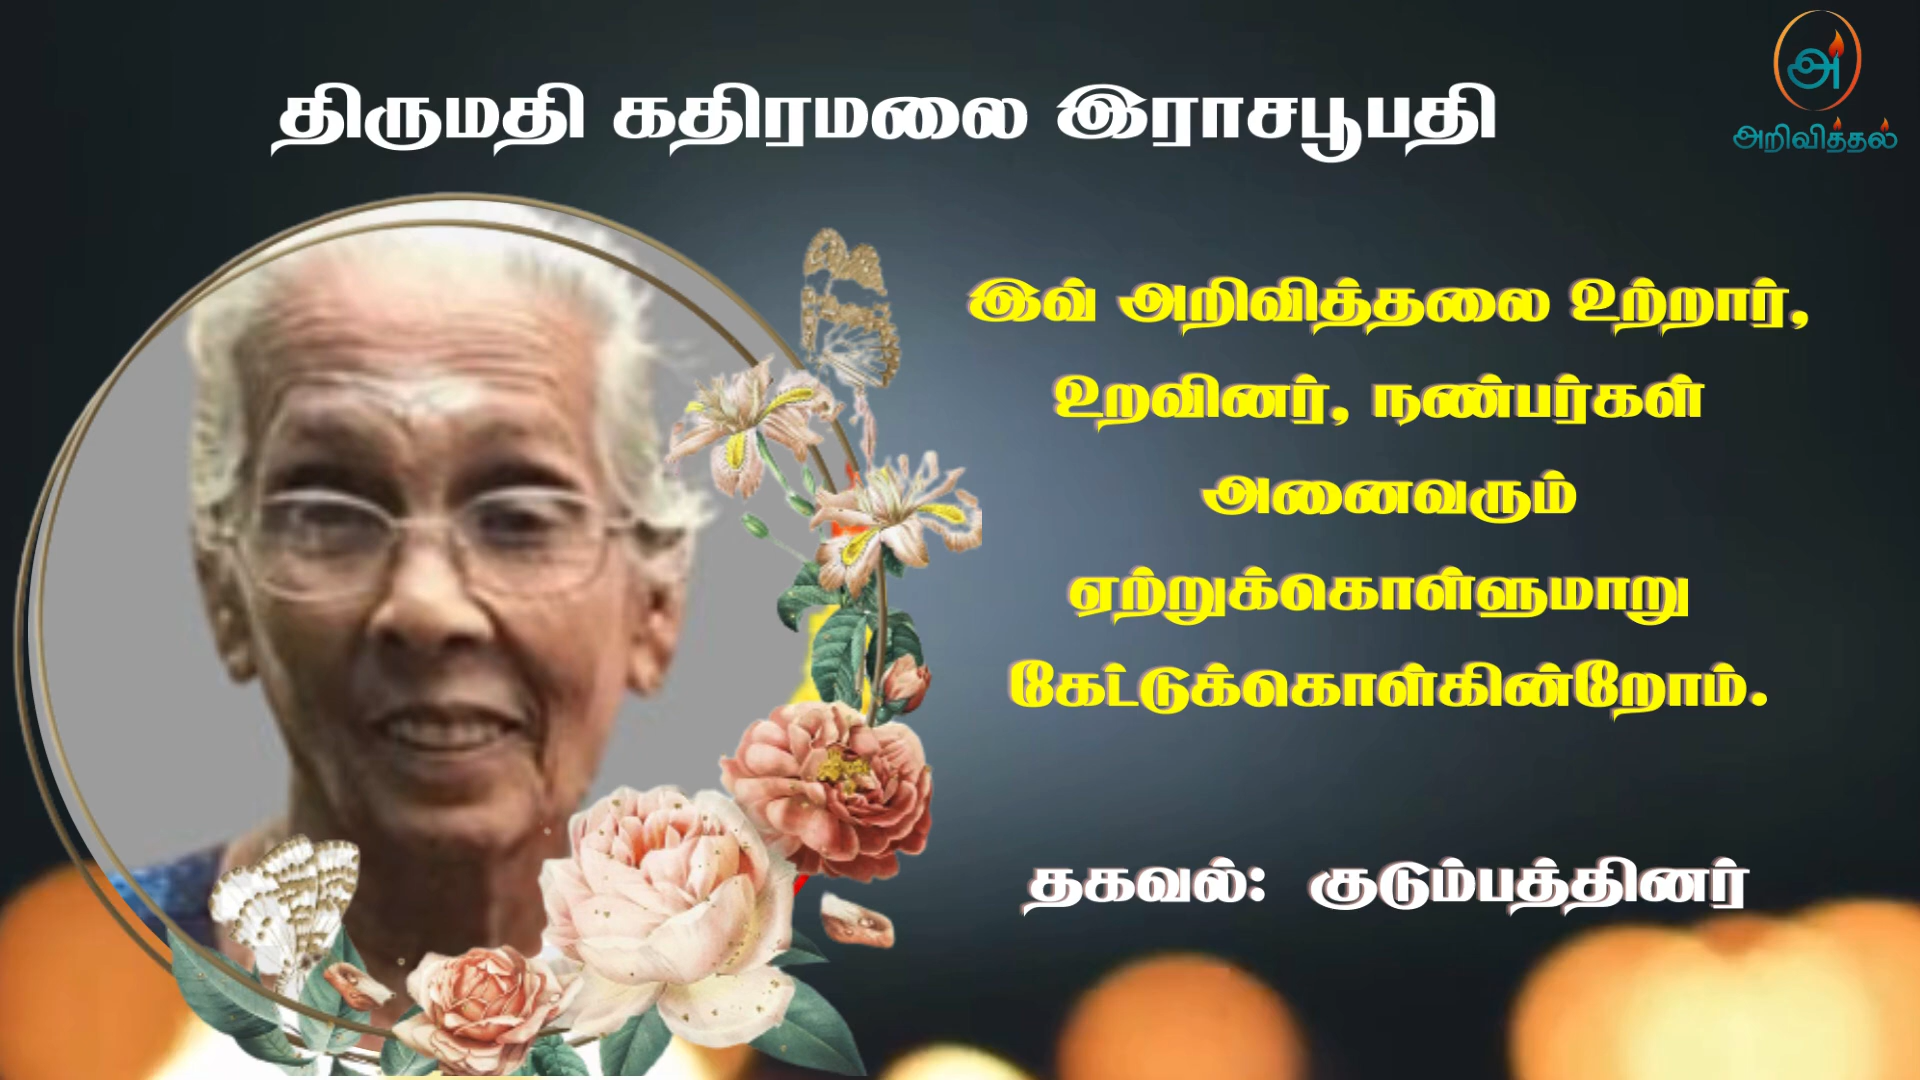 திருமதி கதிரமலை இராசபூபதி
அ
அறிவித்தல்
இவ் அறிவித்தலை உற்றார்,
உறவினர், நண்பர்கள்
அனைவரும்
ஏற்றுக்கொள்ளுமாறு
கேட்டுக்கொள்கின்றோம்.
தகவல்: குடும்பத்தினர்